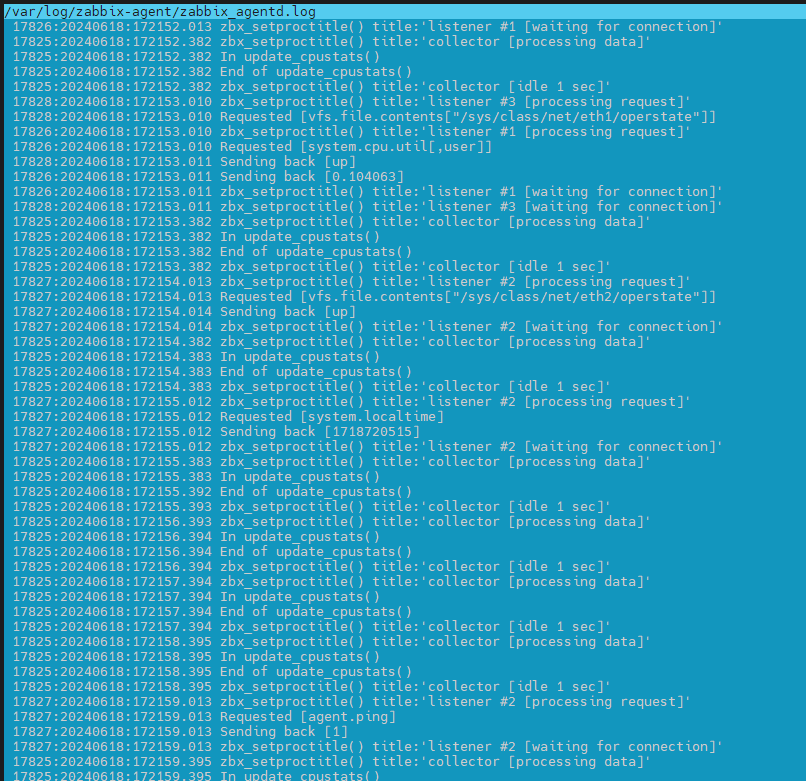 /var/log/zabbix-agent/zabbix_agentd.log
17826:20240618:172152.013 zbx_setproctitle() title:'listener #1 [waiting for connection]'
17825:20240618:172152.382 zbx_setproctitle() title:'collector [processing data]'
17825:20240618:172152.382 In update_cpustats()
17825:20240618:172152.382 End of update_cpustats()
17825:20240618:172152.382 zbx_setproctitle() title:'collector [idle 1 sec]'
17828:20240618:172153.010 zbx_setproctitle() title:'listener #3 [processing request]'
17828:20240618:172153.010 Requested [vfs.file.contents["/sys/class/net/eth1/operstate"]]
17826:20240618:172153.010 zbx_setproctitle() title:'listener #1 [processing request]'
17826:20240618:172153.010 Requested [system.cpu.util[,user]]
17828:20240618:172153.011 Sending back [up]
17826:20240618:172153.011 Sending back [0.104063]
17826:20240618:172153.011 zbx_setproctitle() title:'listener #1 [waiting for connection]'
17828:20240618:172153.011 zbx_setproctitle() title:'listener #3 [waiting for connection]'
17825:20240618:172153.382 zbx_setproctitle() title:'collector [processing data]'
17825:20240618:172153.382 In update_cpustats()
17825:20240618:172153.382 End of update_cpustats()
17825:20240618:172153.382 zbx_setproctitle() title:'collector [idle 1 sec]'
17827:20240618:172154.013 zbx_setproctitle() title:'listener #2 [processing request]'
17827:20240618:172154.013 Requested [vfs.file.contents["/sys/class/net/eth2/operstate"]]
17827:20240618:172154.014 Sending back [up]
17827:20240618:172154.014 zbx_setproctitle() title:'listener #2 [waiting for connection]'
17825:20240618:172154.382 zbx_setproctitle() title:'collector [processing data]'
17825:20240618:172154.383 In update_cpustats()
17825:20240618:172154.383 End of update_cpustats()
17825:20240618:172154.383 zbx_setproctitle() title:'collector [idle 1 sec]'
17827:20240618:172155.012 zbx_setproctitle() title:'listener #2 [processing request]'
17827:20240618:172155.012 Requested [system.localtime]
17827:20240618:172155.012 Sending back [1718720515]
17827:20240618:172155.012 zbx_setproctitle() title:'listener #2 [waiting for connection]'
17825:20240618:172155.383 zbx_setproctitle() title:'collector [processing data]'
17825:20240618:172155.383 In update_cpustats()
17825:20240618:172155.392 End of update_cpustats()
17825:20240618:172155.393 zbx_setproctitle() title:'collector [idle 1 sec]'
17825:20240618:172156.393 zbx_setproctitle() title:'collector [processing data]'
17825:20240618:172156.394 In update_cpustats()
17825:20240618:172156.394 End of update_cpustats()
17825:20240618:172156.394 zbx_setproctitle() title:'collector [idle 1 sec]'
17825:20240618:172157.394 zbx_setproctitle() title:'collector [processing data]'
17825:20240618:172157.394 In update_cpustats()
17825:20240618:172157.394 End of update_cpustats()
17825:20240618:172157.394 zbx_setproctitle() title:'collector [idle 1 sec]'
17825:20240618:172158.395 zbx_setproctitle() title:'collector [processing data]'
17825:20240618:172158.395 In update_cpustats()
17825:20240618:172158.395 End of update_cpustats()
17825:20240618:172158.395 zbx_setproctitle() title:'collector [idle 1 sec]'
17827:20240618:172159.013 zbx_setproctitle() title:'listener #2 [processing request]'
17827:20240618:172159.013 Requested [agent.ping]
17827:20240618:172159.013 Sending back [1]
17827:20240618:172159.013 zbx_setproctitle() title:'listener #2 [waiting for connection]'
17825:20240618:172159.395 zbx_setproctitle() title:'collector [processing data]'
17825:20240618:172159.395 In update_cpustats()